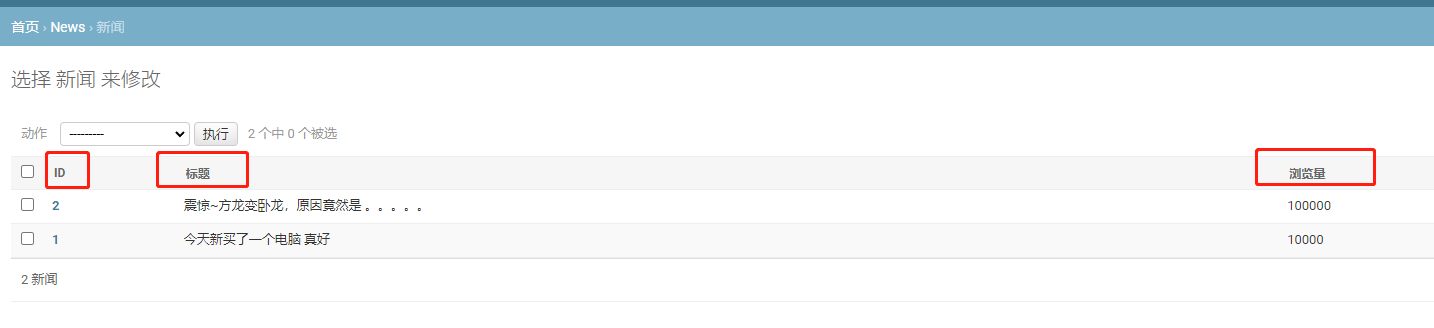 首页 › News › 新闻
选择 新闻 来修改
动作 --------- 执行 2 个中 0 个被选
ID 标题 浏览量
2 震惊~方龙变卧龙，原因竟然是 。。。。。 100000
1 今天新买了一个电脑 真好 10000
2 新闻